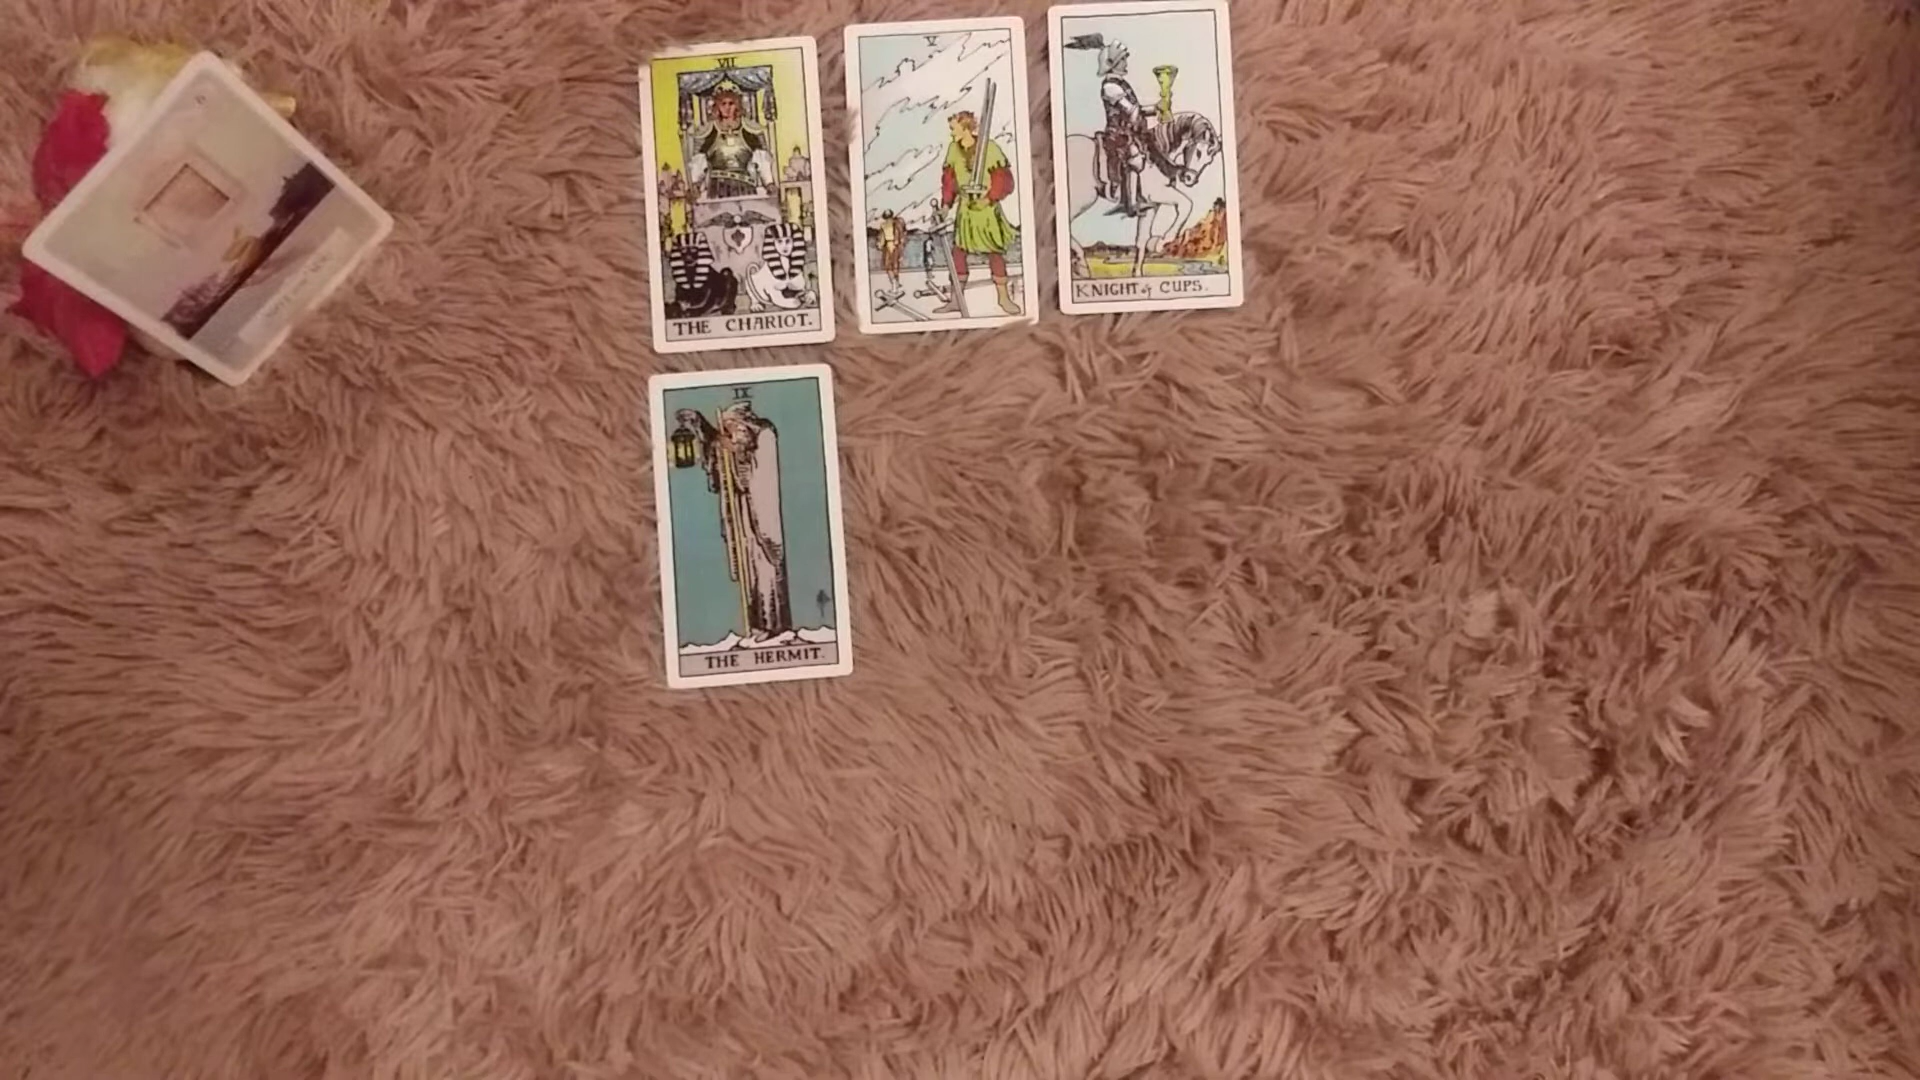 VII
THE CHARIOT.
V
KNIGHT of CUPS.
IX
THE HERMIT.